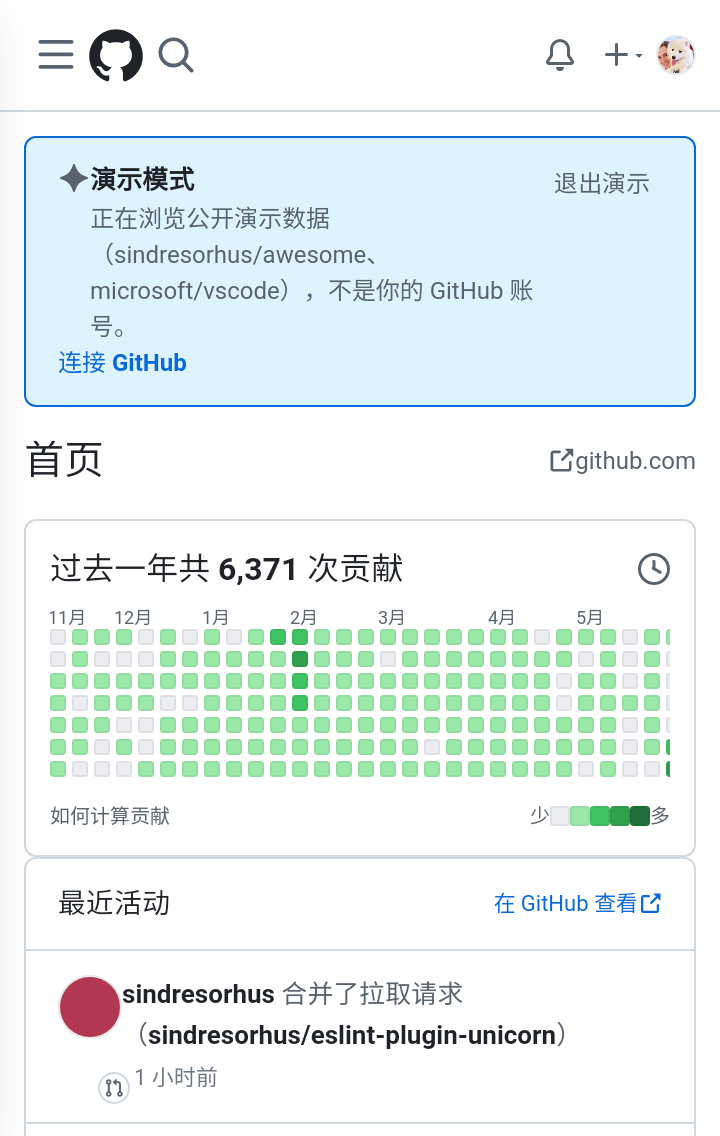 演示模式
退出演示
正在浏览公开演示数据
（sindresorhus/awesome、
microsoft/vscode），不是你的 GitHub 账
号。
连接 GitHub
首页
github.com
过去一年共 6,371 次贡献
11月 12月 1月 2月 3月 4月 5月
如何计算贡献
少 多
最近活动
在 GitHub 查看
sindresorhus 合并了拉取请求
（sindresorhus/eslint-plugin-unicorn）
1 小时前